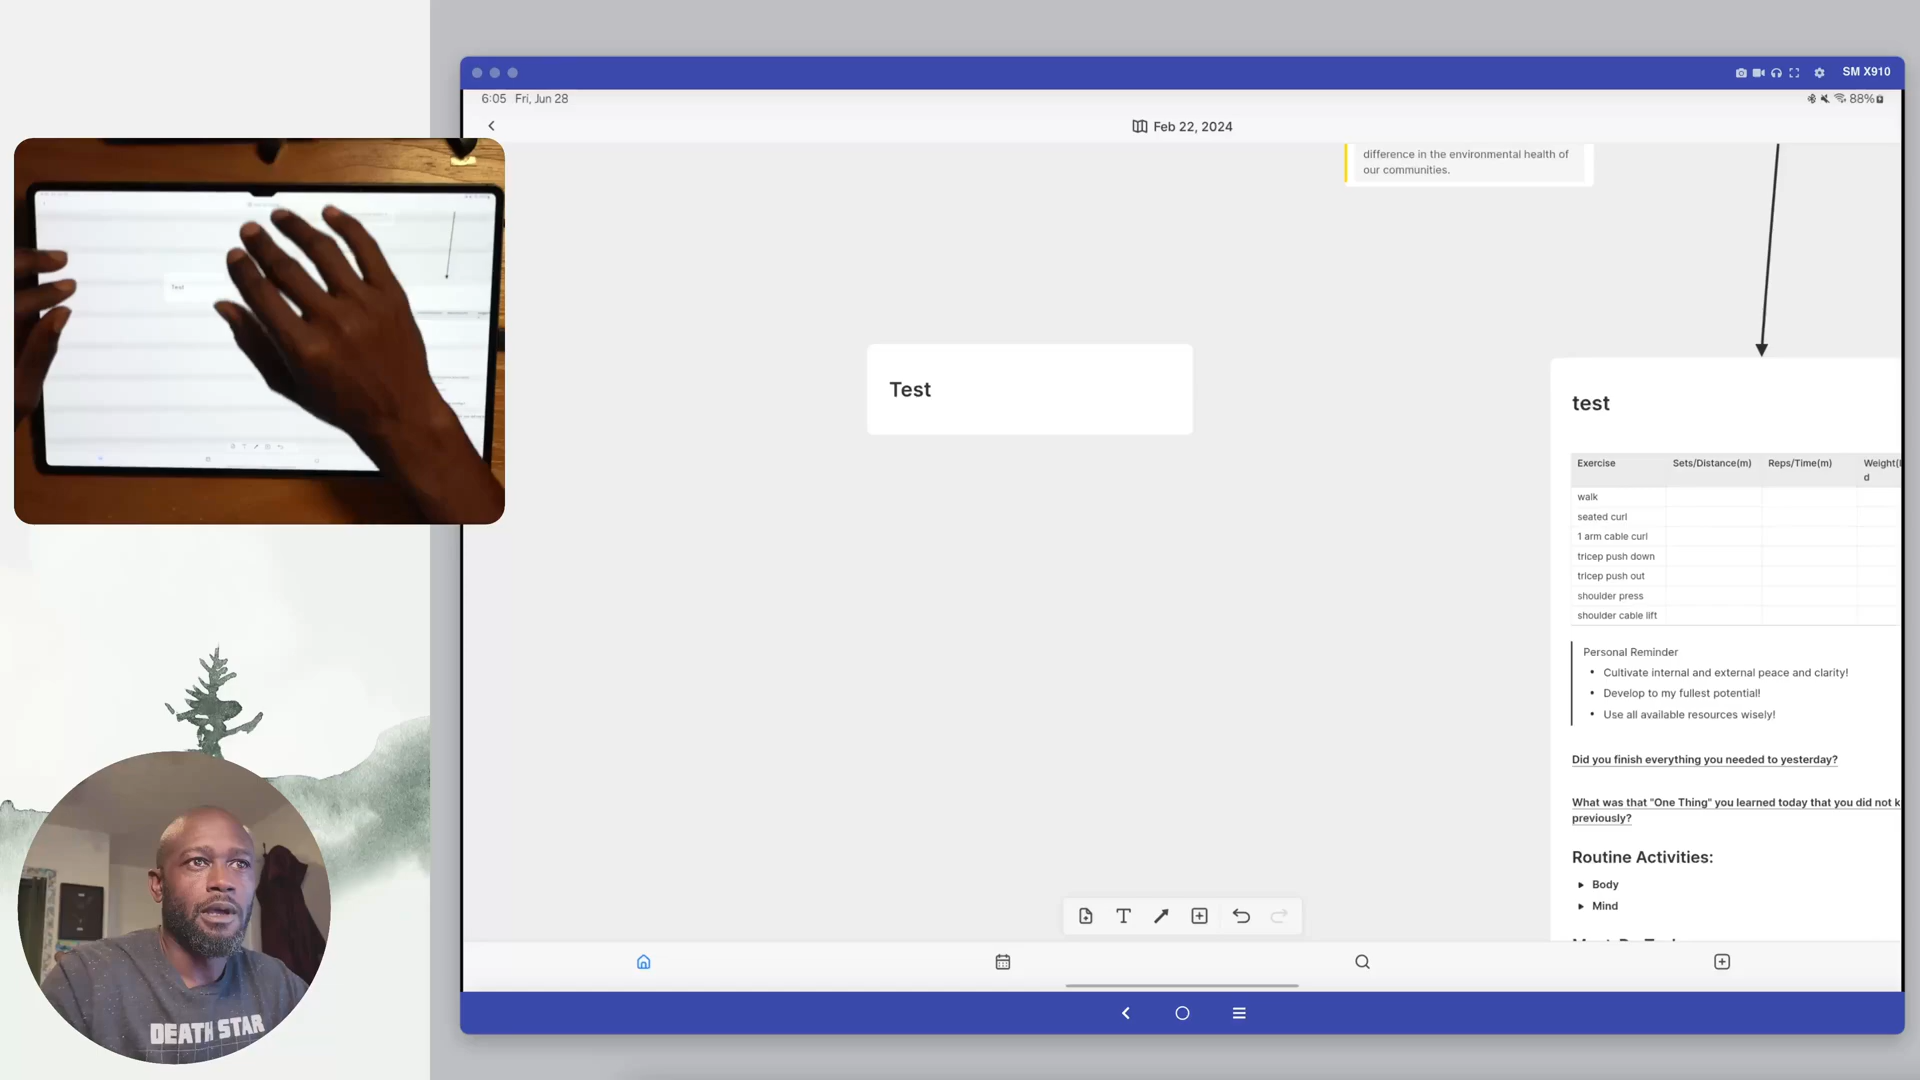 SM X910
6:05 Fri, Jun 28
88%
Feb 22, 2024
difference in the environmental health of
our communities.
Test
Test
test
Exercise Sets/Distance(m) Reps/Time(m) Weight(
d
walk
seated curl
1 arm cable curl
tricep push down
tricep push out
shoulder press
shoulder cable lift
Personal Reminder
• Cultivate internal and external peace and clarity!
• Develop to my fullest potential!
• Use all available resources wisely!
Did you finish everything you needed to yesterday?
What was that "One Thing" you learned today that you did not k
previously?
Routine Activities:
Body
Mind
DEATH STAR